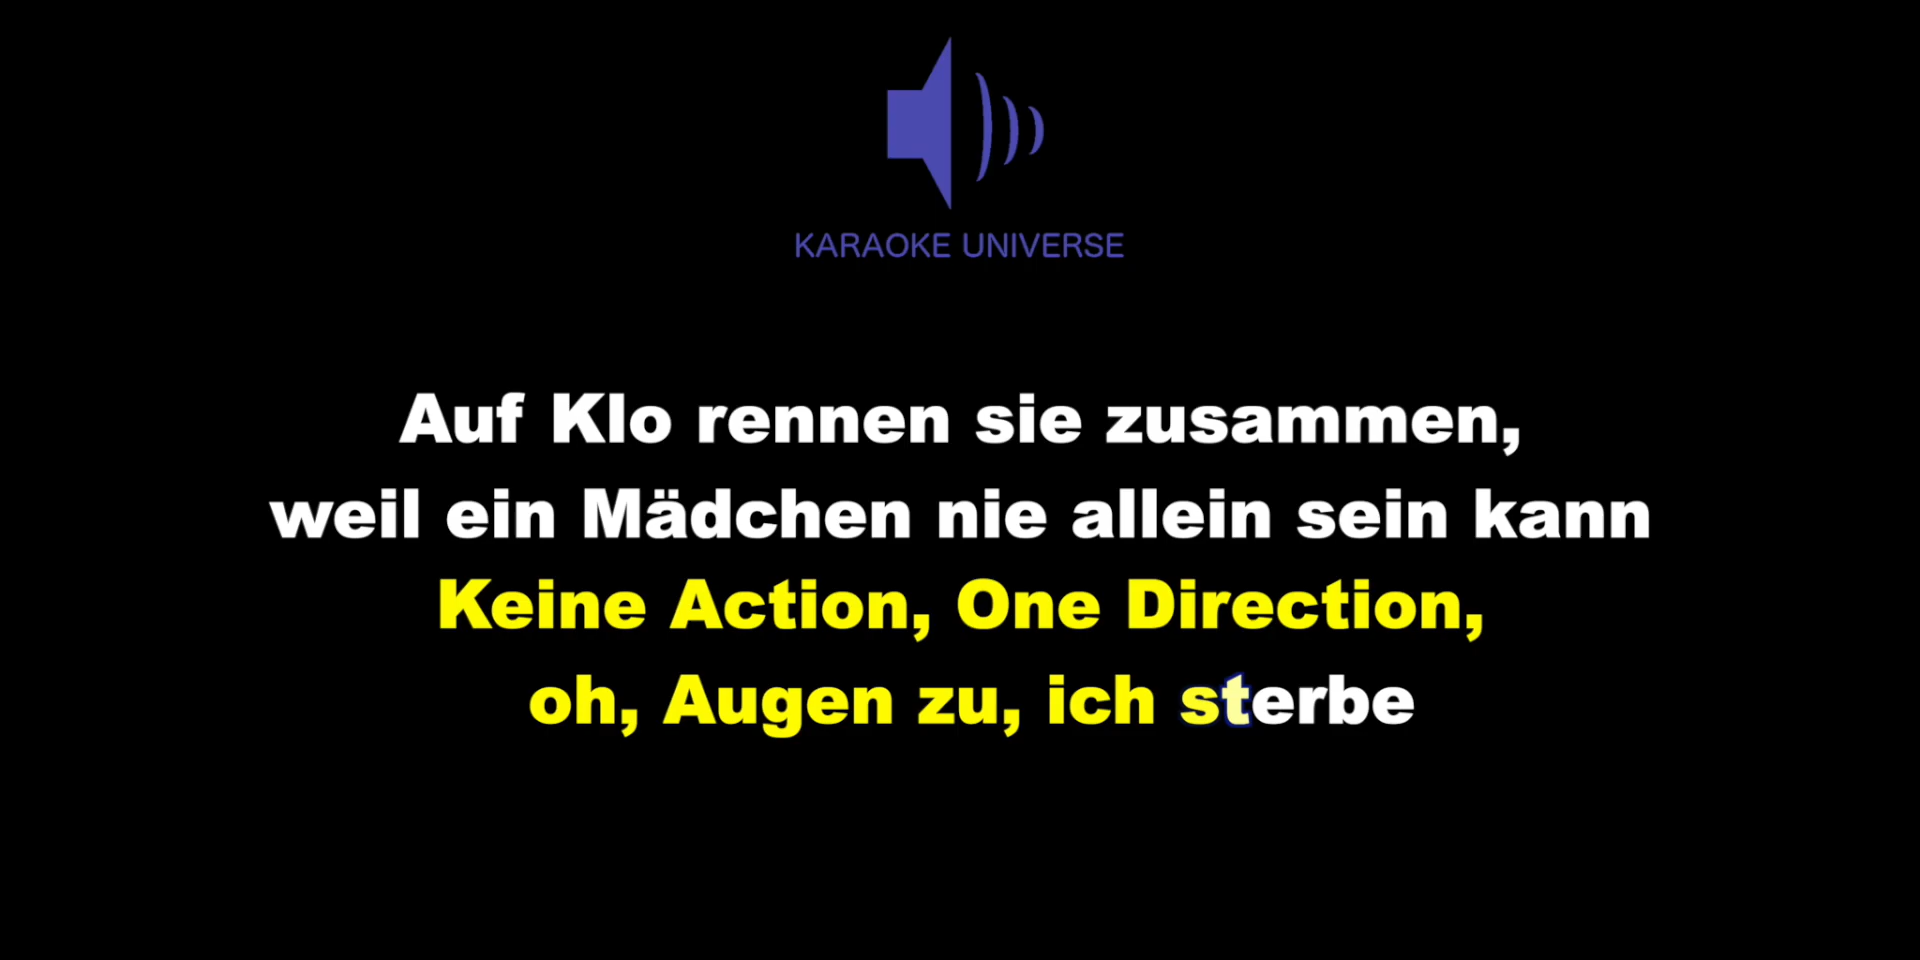 KARAOKE UNIVERSE
Auf Klo rennen sie zusammen,
weil ein Mädchen nie allein sein kann
Keine Action, One Direction,
oh, Augen zu, ich sterbe